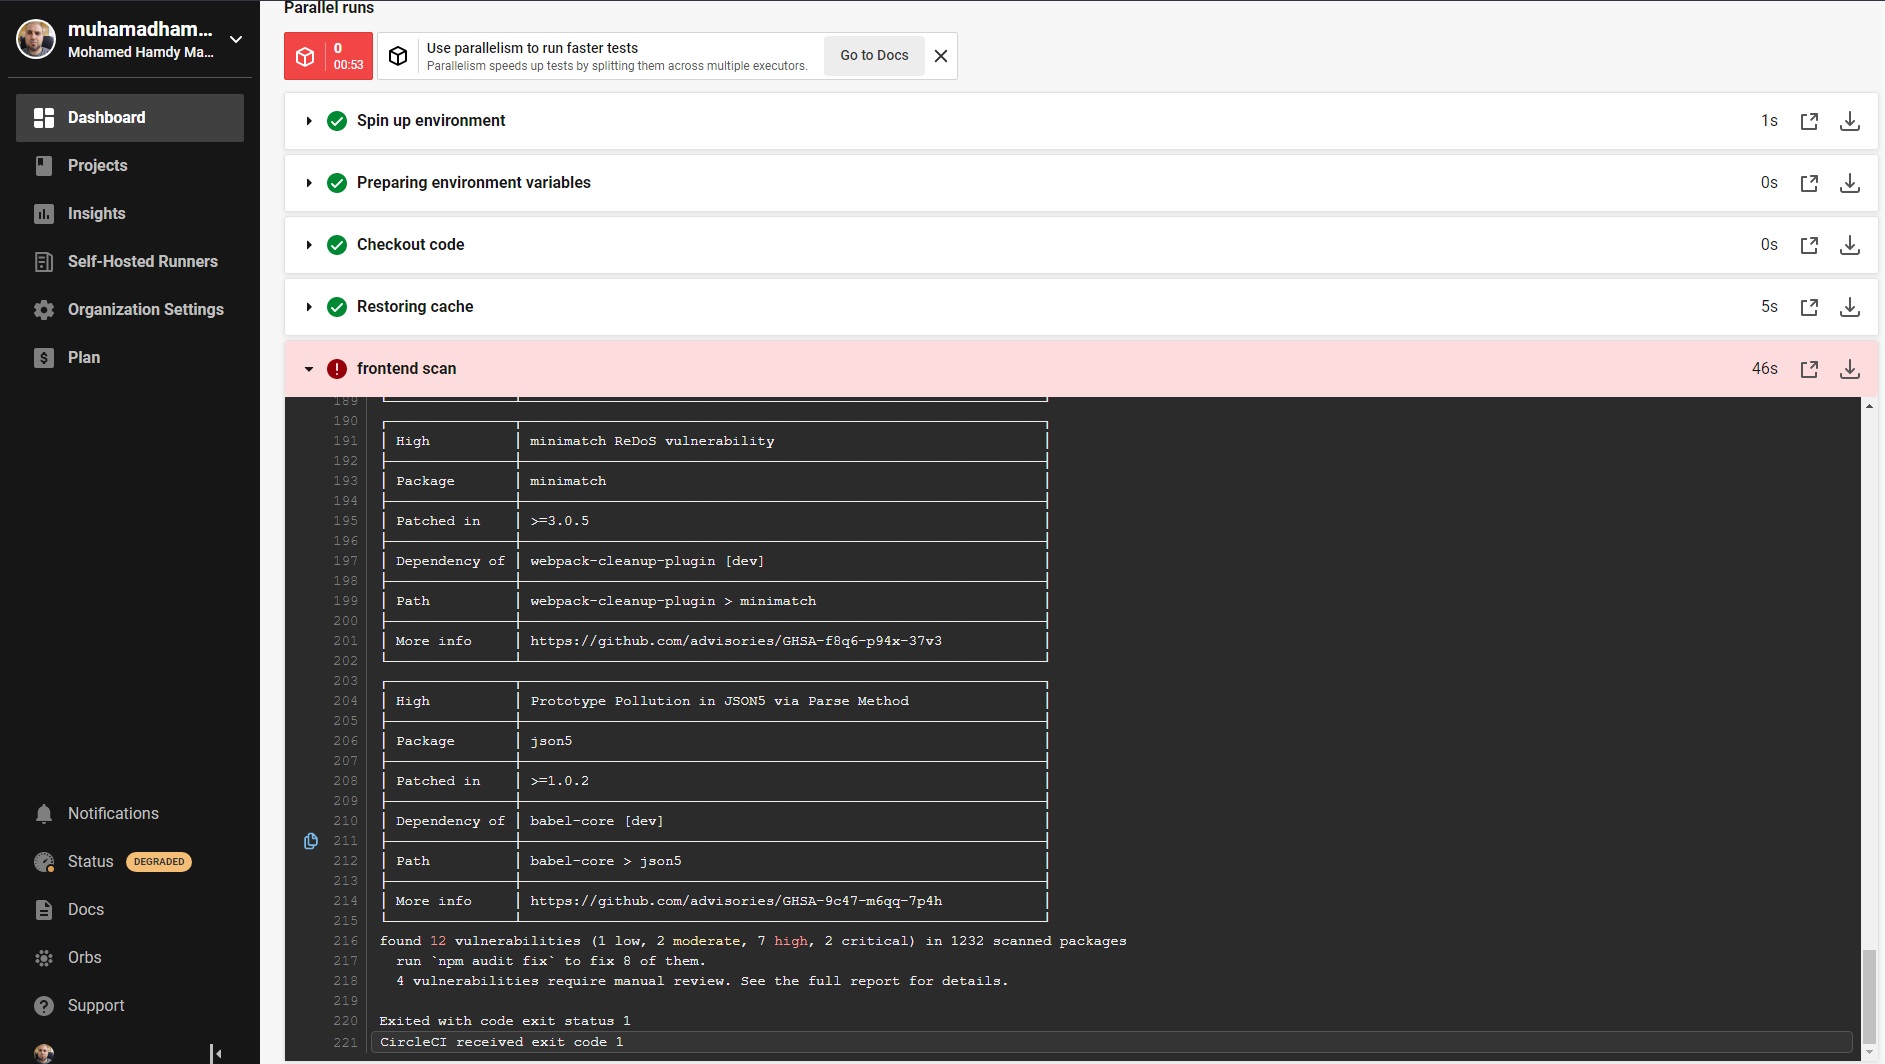 muhamadham...
Mohamed Hamdy Ma...
Dashboard
Projects
Insights
Self-Hosted Runners
Organization Settings
Plan
Notifications
Status DEGRADED
Docs
Orbs
Support
Parallel runs
0
00:53
Use parallelism to run faster tests
Parallelism speeds up tests by splitting them across multiple executors.
Go to Docs
Spin up environment 1s
Preparing environment variables 0s
Checkout code 0s
Restoring cache 5s
frontend scan 46s
189
190
191 High minimatch ReDoS vulnerability
192
193 Package minimatch
194
195 Patched in >=3.0.5
196
197 Dependency of webpack-cleanup-plugin [dev]
198
199 Path webpack-cleanup-plugin > minimatch
200
201 More info https://github.com/advisories/GHSA-f8q6-p94x-37v3
202
203
204 High Prototype Pollution in JSON5 via Parse Method
205
206 Package json5
207
208 Patched in >=1.0.2
209
210 Dependency of babel-core [dev]
211
212 Path babel-core > json5
213
214 More info https://github.com/advisories/GHSA-9c47-m6qq-7p4h
215
216 found 12 vulnerabilities (1 low, 2 moderate, 7 high, 2 critical) in 1232 scanned packages
217 run `npm audit fix` to fix 8 of them.
218 4 vulnerabilities require manual review. See the full report for details.
219
220 Exited with code exit status 1
221 CircleCI received exit code 1